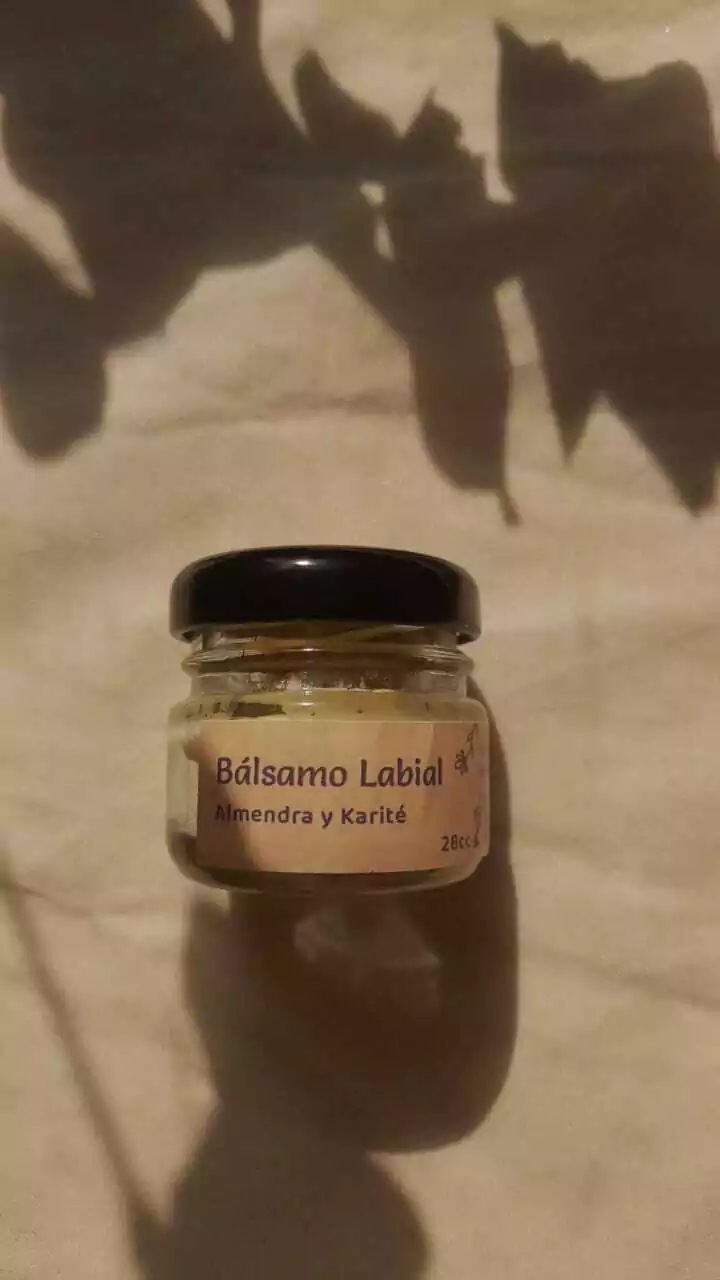 Bálsamo Labial
Almendra y Karité
28cc